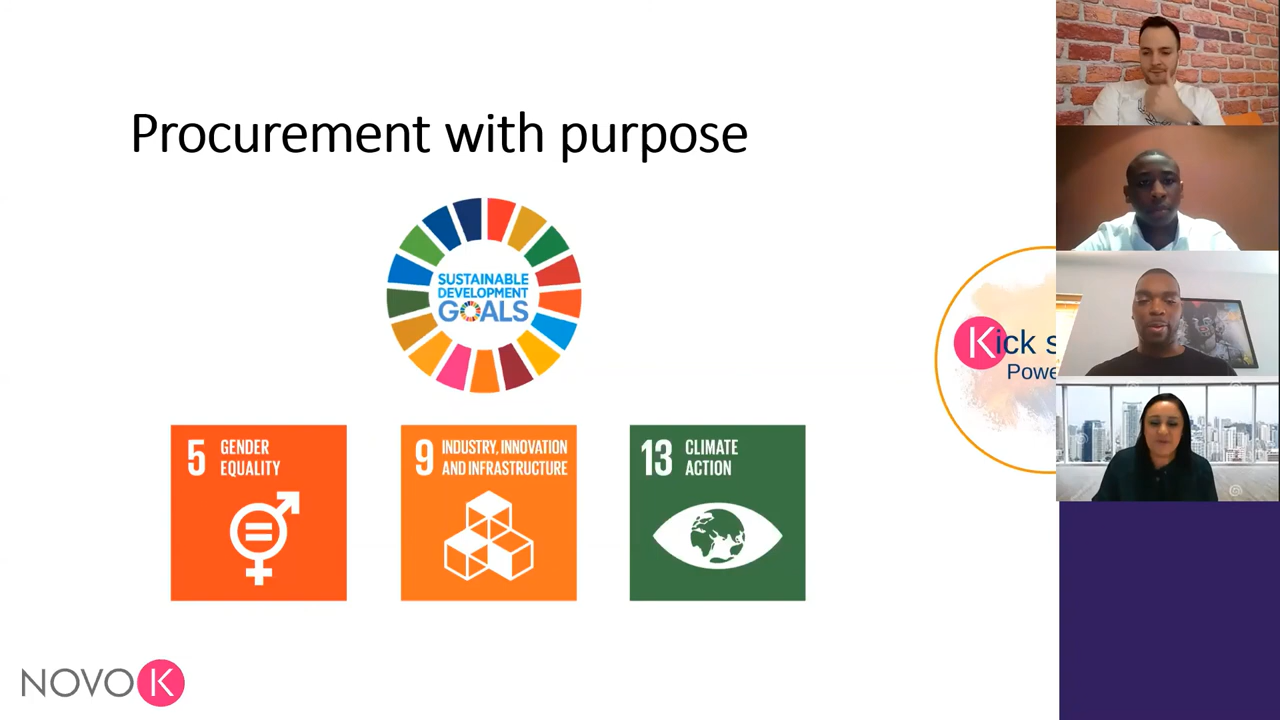 Procurement with purpose
SUSTAINABLE
DEVELOPMENT
GOALS
Kick s
Powe
5 GENDER
EQUALITY
9 INDUSTRY, INNOVATION
AND INFRASTRUCTURE
13 CLIMATE
ACTION
NOVO K